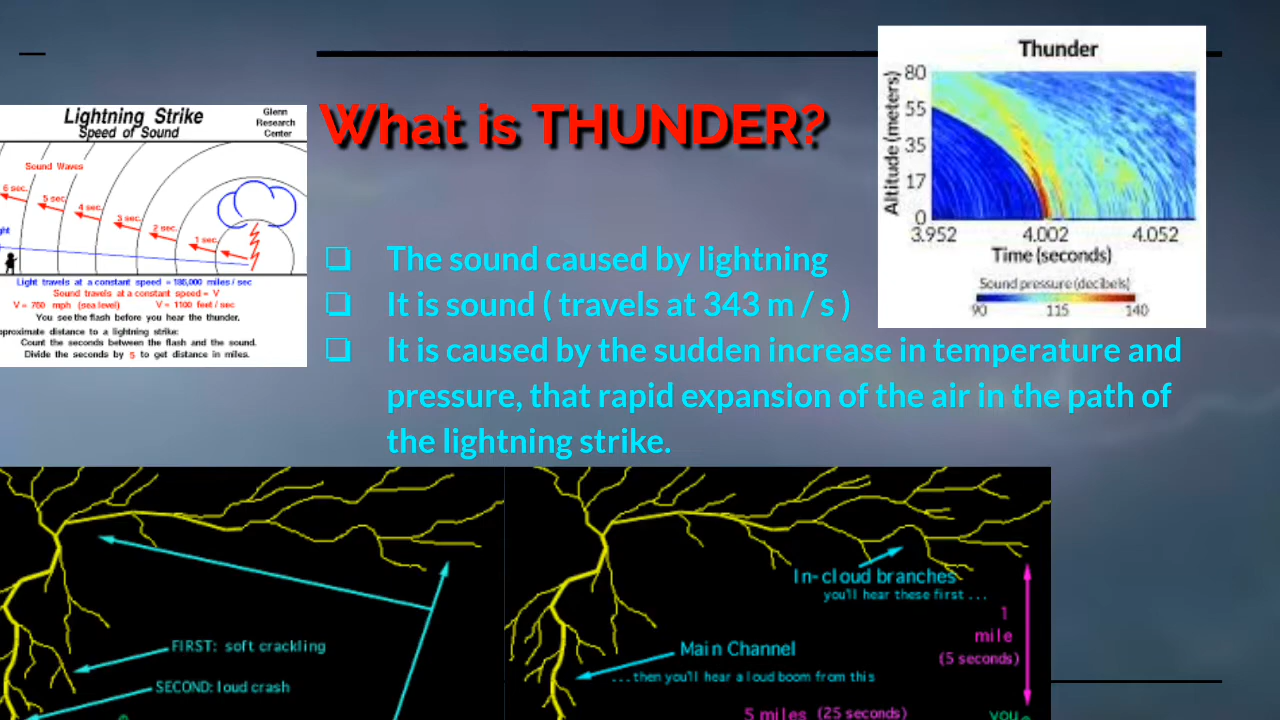 What is THUNDER?
Lightning Strike
Speed of Sound
Glenn
Research
Center
Sound Waves
6 sec.
5 sec.
4 sec.
3 sec.
2 sec.
1 sec.
Light travels at a constant speed = 186,000 miles / sec
Sound travels at a constant speed = V
V = 760 mph (sea level) V = 1100 feet / sec
You see the flash before you hear the thunder.
distance to a lightning strike:
Count the seconds between the flash and the sound.
Divide the seconds by 5 to get distance in miles.
Thunder
Altitude (meters)
80
55
35
17
0
3.952 4.002 4.052
Time (seconds)
Sound pressure (decibels)
90 115 140
❏ The sound caused by lightning
❏ It is sound ( travels at 343 m / s )
❏ It is caused by the sudden increase in temperature and
pressure, that rapid expansion of the air in the path of
the lightning strike.
FIRST: soft crackling
SECOND: loud crash
In-cloud branches
you'll hear these first ...
1
mile
(5 seconds)
Main Channel
...then you'll hear a loud boom from this
5 miles (25 seconds)
you